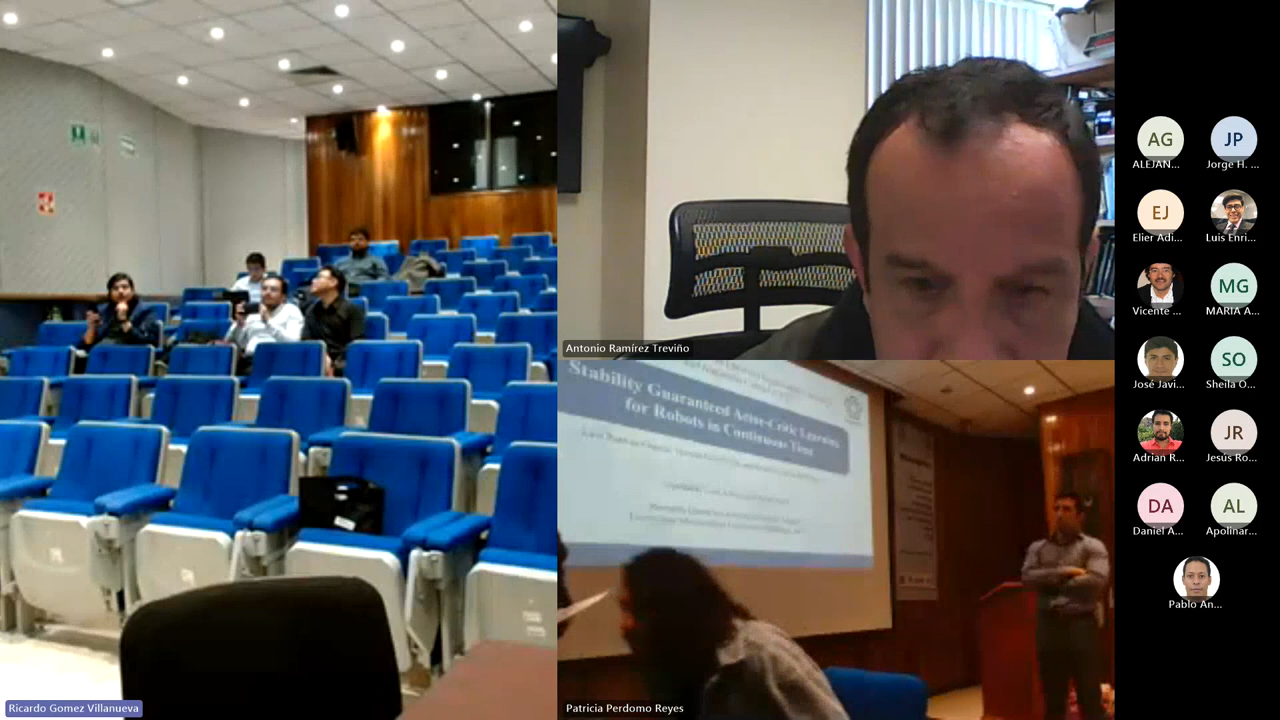 Ricardo Gomez Villanueva
Antonio Ramírez Treviño
Stability Guaranteed Actor-Critic Learning
for Robots in Continuous Time
Patricia Perdomo Reyes
AG
ALEJAN...
JP
Jorge H. ...
EJ
Elier Adi...
Luis Enri...
Vicente ...
MG
MARIA A...
José Javi...
SO
Sheila O...
Adrian R...
JR
Jesús Ro...
DA
Daniel A...
AL
Apolinar...
Pablo An...